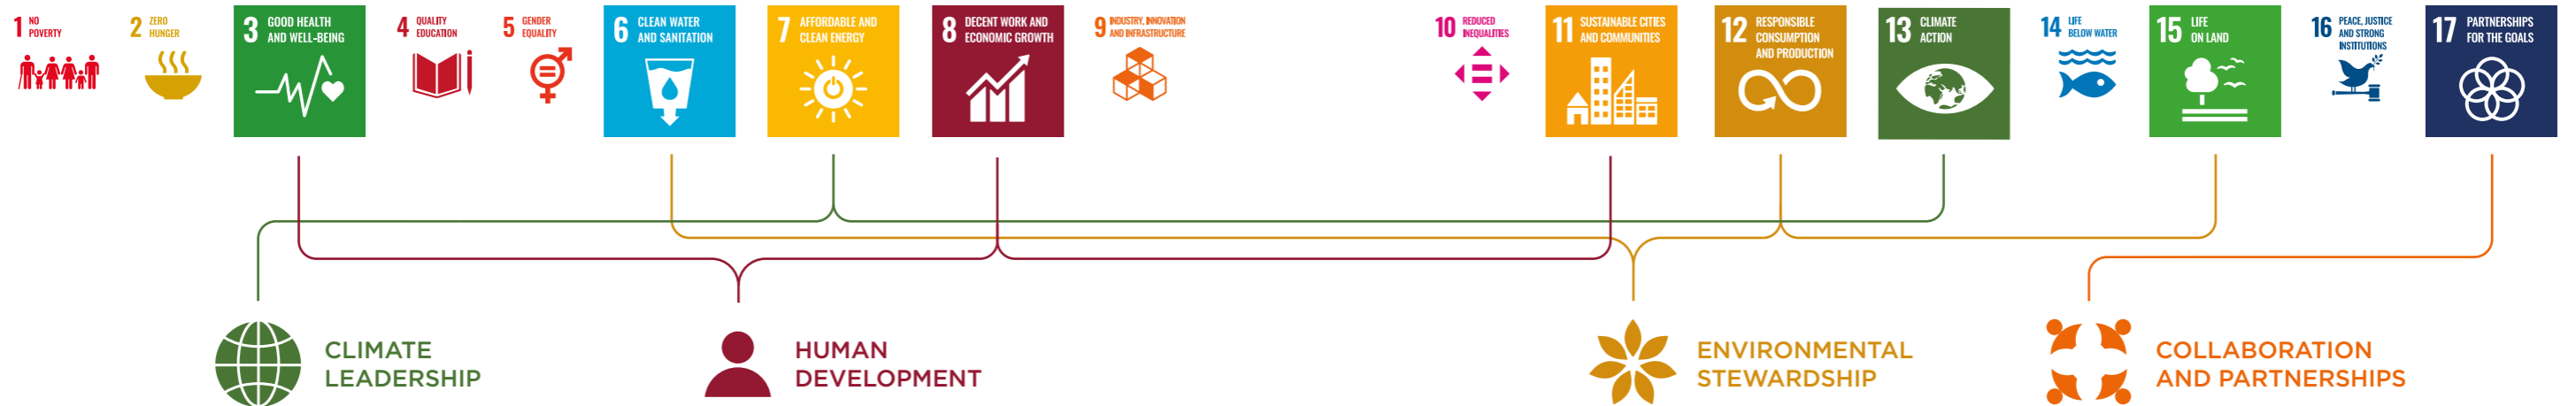 1 NO
POVERTY
2 ZERO
HUNGER
3 GOOD HEALTH
AND WELL-BEING
4 QUALITY
EDUCATION
5 GENDER
EQUALITY
6 CLEAN WATER
AND SANITATION
7 AFFORDABLE AND
CLEAN ENERGY
8 DECENT WORK AND
ECONOMIC GROWTH
9 INDUSTRY, INNOVATION
AND INFRASTRUCTURE
10 REDUCED
INEQUALITIES
11 SUSTAINABLE CITIES
AND COMMUNITIES
12 RESPONSIBLE
CONSUMPTION
AND PRODUCTION
13 CLIMATE
ACTION
14 LIFE
BELOW WATER
15 LIFE
ON LAND
16 PEACE, JUSTICE
AND STRONG
INSTITUTIONS
17 PARTNERSHIPS
FOR THE GOALS
CLIMATE
LEADERSHIP
HUMAN
DEVELOPMENT
ENVIRONMENTAL
STEWARDSHIP
COLLABORATION
AND PARTNERSHIPS